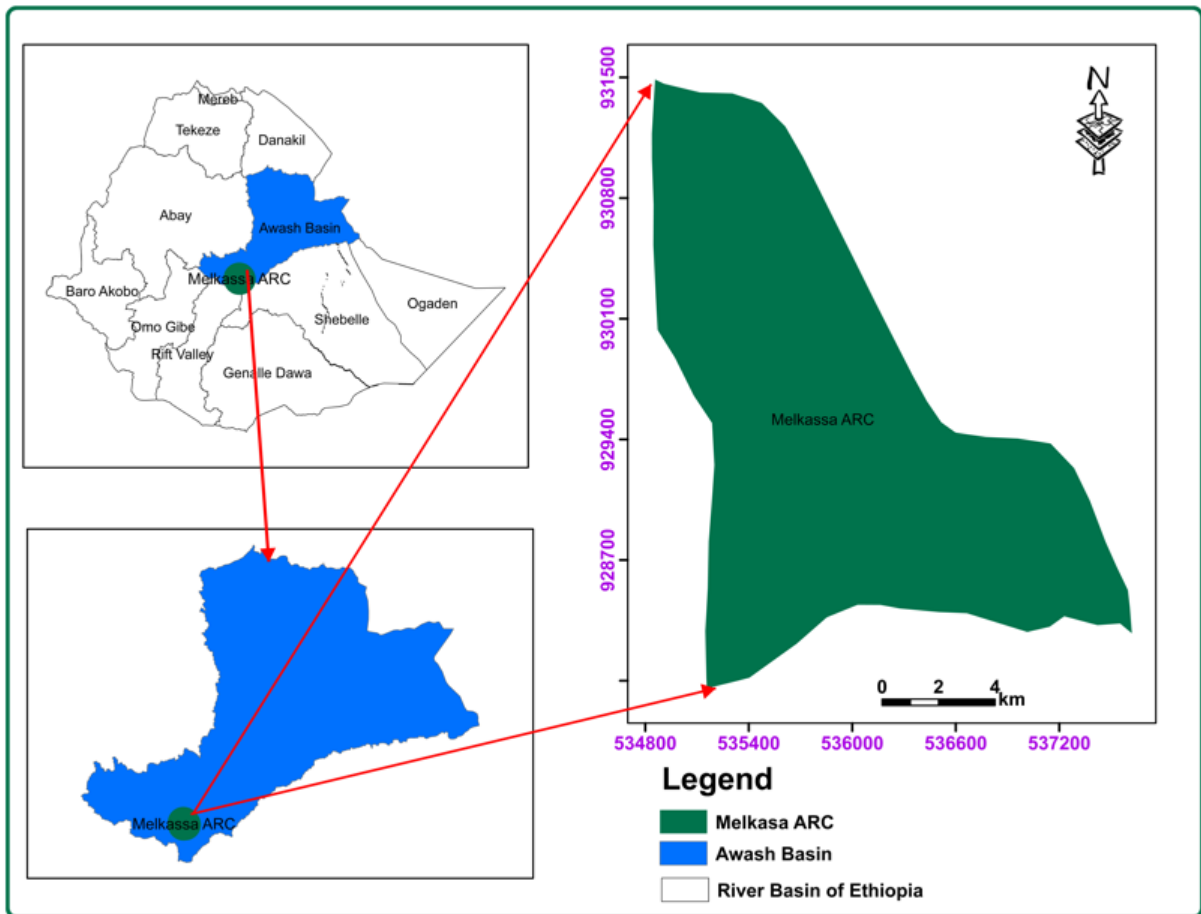 Mereb
Tekeze
Danakil
Abay
Awash Basin
Melkassa ARC
Baro Akobo
Ogaden
Omo Gibe
Shebelle
Rift Valley
Genalle Dawa
Melkassa ARC
N
931500
930800
930100
929400
928700
Melkassa ARC
0 2 4
km
534800 535400 536000 536600 537200
Legend
Melkasa ARC
Awash Basin
River Basin of Ethiopia